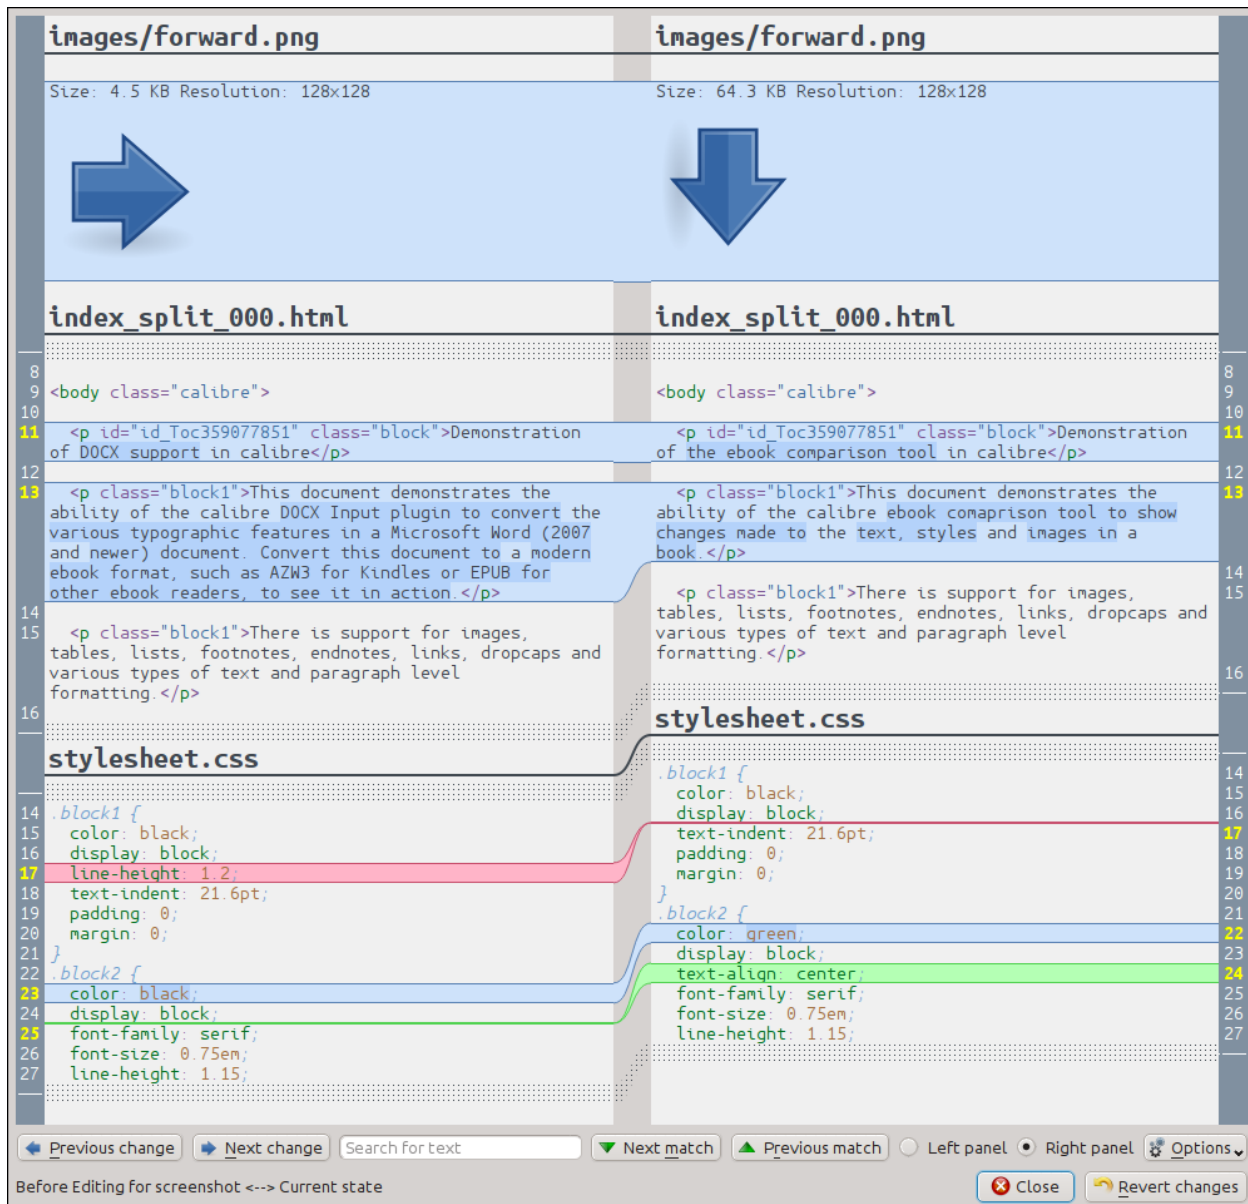 images/forward.png
Size: 4.5 KB Resolution: 128×128
index_split_000.html
8
9 <body class="calibre">
10
11   <p id="id_Toc359077851" class="block">Demonstration
of DOCX support in calibre</p>
12
13   <p class="block1">This document demonstrates the
ability of the calibre DOCX Input plugin to convert the
various typographic features in a Microsoft Word (2007
and newer) document. Convert this document to a modern
ebook format, such as AZW3 for Kindles or EPUB for
other ebook readers, to see it in action.</p>
14
15   <p class="block1">There is support for images,
tables, lists, footnotes, endnotes, links, dropcaps and
various types of text and paragraph level
formatting.</p>
16
stylesheet.css
14 .block1 {
15   color: black;
16   display: block;
17   line-height: 1.2;
18   text-indent: 21.6pt;
19   padding: 0;
20   margin: 0;
21 }
22 .block2 {
23   color: black;
24   display: block;
25   font-family: serif;
26   font-size: 0.75em;
27   line-height: 1.15;
images/forward.png
Size: 64.3 KB Resolution: 128×128
index_split_000.html
8
<body class="calibre"> 9
10
  <p id="id_Toc359077851" class="block">Demonstration 11
of the ebook comparison tool in calibre</p>
12
  <p class="block1">This document demonstrates the 13
ability of the calibre ebook comaprison tool to show
changes made to the text, styles and images in a
book.</p>
14
  <p class="block1">There is support for images, 15
tables, lists, footnotes, endnotes, links, dropcaps and
various types of text and paragraph level
formatting.</p>
16
stylesheet.css
.block1 { 14
  color: black; 15
  display: block; 16
  text-indent: 21.6pt; 17
  padding: 0; 18
  margin: 0; 19
} 20
.block2 { 21
  color: green; 22
  display: block; 23
  text-align: center; 24
  font-family: serif; 25
  font-size: 0.75em; 26
  line-height: 1.15; 27
Previous change Next change Search for text Next match Previous match Left panel Right panel Options
Before Editing for screenshot <--> Current state Close Revert changes